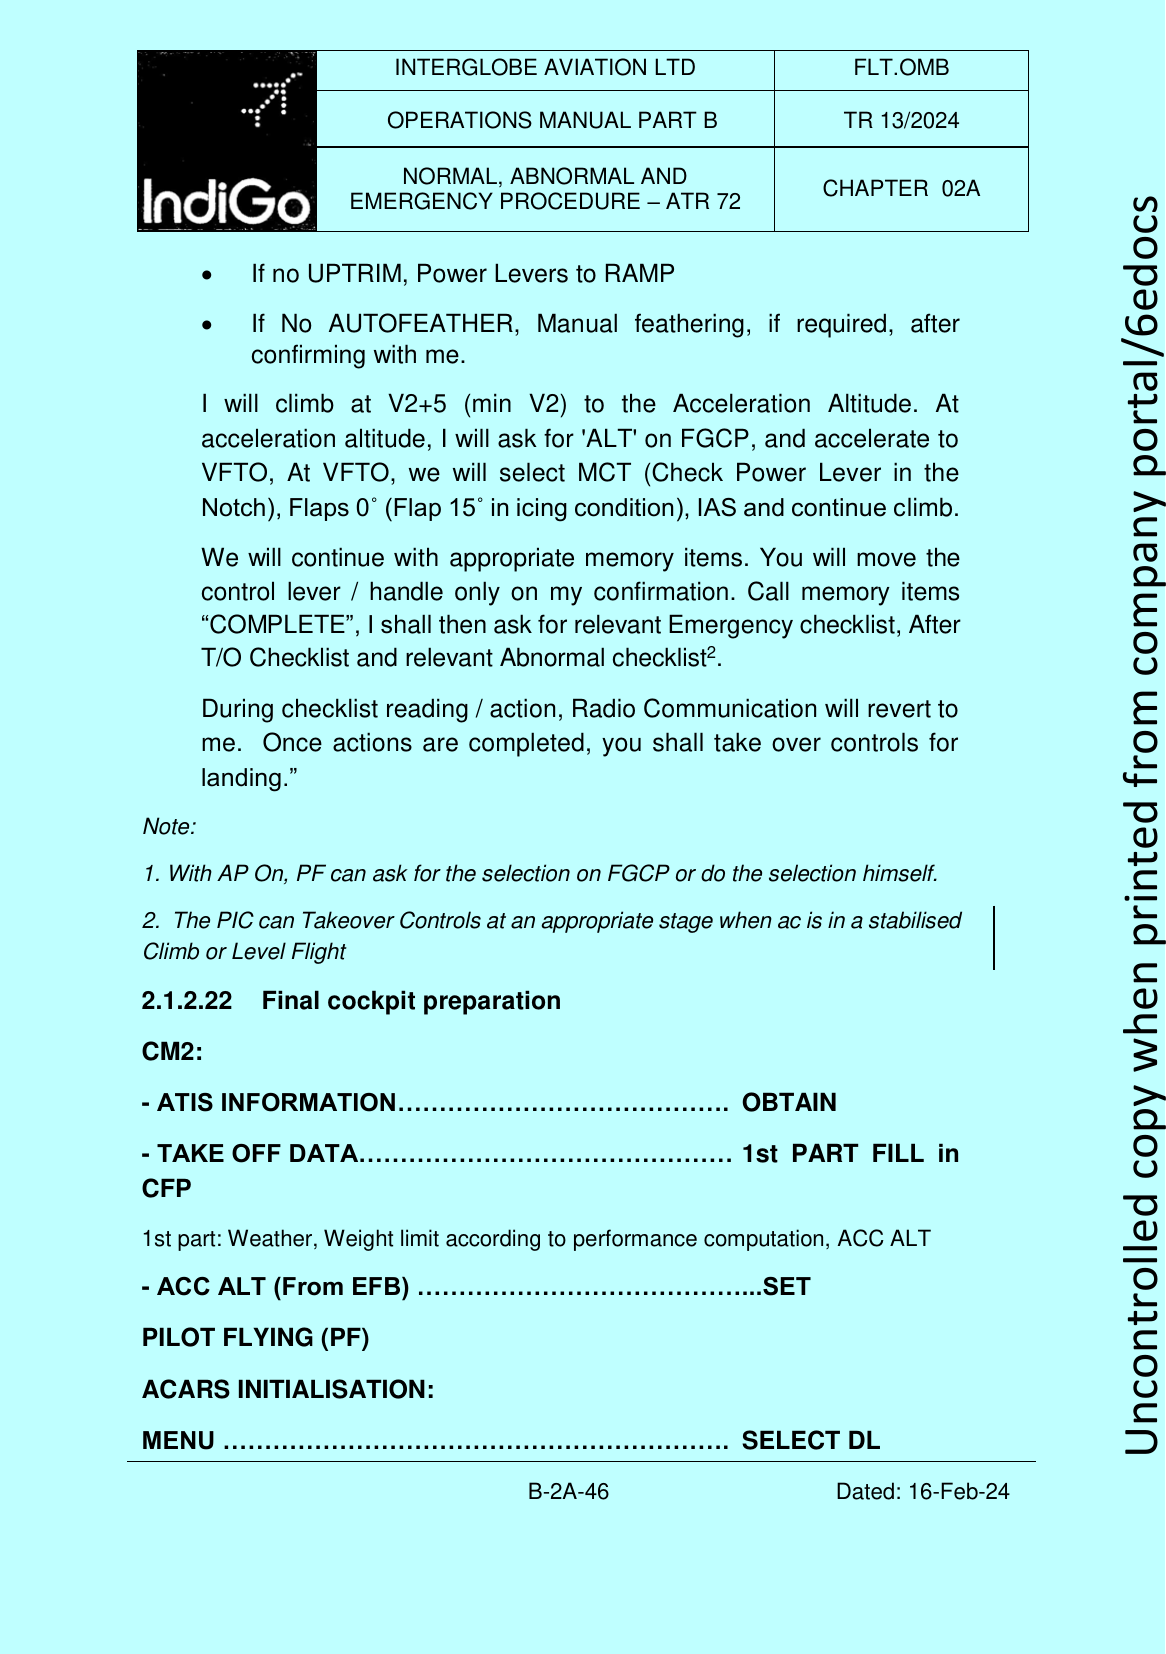 IndiGo
INTERGLOBE AVIATION LTD
FLT.OMB
OPERATIONS MANUAL PART B
TR 13/2024
NORMAL, ABNORMAL AND
EMERGENCY PROCEDURE – ATR 72
CHAPTER 02A
• If no UPTRIM, Power Levers to RAMP
• If No AUTOFEATHER, Manual feathering, if required, after
confirming with me.
I will climb at V2+5 (min V2) to the Acceleration Altitude. At
acceleration altitude, I will ask for 'ALT' on FGCP, and accelerate to
VFTO, At VFTO, we will select MCT (Check Power Lever in the
Notch), Flaps 0˚ (Flap 15˚ in icing condition), IAS and continue climb.
We will continue with appropriate memory items. You will move the
control lever / handle only on my confirmation. Call memory items
“COMPLETE”, I shall then ask for relevant Emergency checklist, After
T/O Checklist and relevant Abnormal checklist².
During checklist reading / action, Radio Communication will revert to
me. Once actions are completed, you shall take over controls for
landing.”
Note:
1. With AP On, PF can ask for the selection on FGCP or do the selection himself.
2. The PIC can Takeover Controls at an appropriate stage when ac is in a stabilised
Climb or Level Flight
2.1.2.22 Final cockpit preparation
CM2:
- ATIS INFORMATION…………………………………. OBTAIN
- TAKE OFF DATA……………………………………… 1st PART FILL in
CFP
1st part: Weather, Weight limit according to performance computation, ACC ALT
- ACC ALT (From EFB) …………………………………...SET
PILOT FLYING (PF)
ACARS INITIALISATION:
MENU ……………………………………………………. SELECT DL
B-2A-46
Dated: 16-Feb-24
Uncontrolled copy when printed from company portal/6edocs